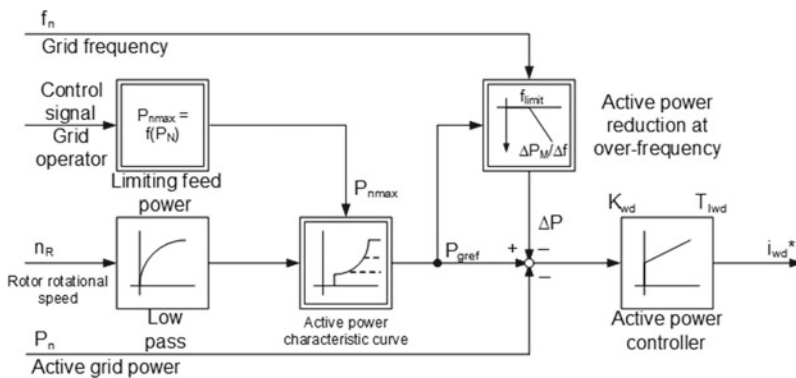 fn
Grid frequency
Control
signal
Grid
operator
Pnmax =
f(PN)
Limiting feed
power
Pnmax
flimit
ΔPM/Δf
Active power
reduction at
over-frequency
ΔP
nR
Rotor rotational
speed
Low
pass
Active power
characteristic curve
Pgref
+
−
−
Kwd
TIwd
iwd*
Active power
controller
Pn
Active grid power